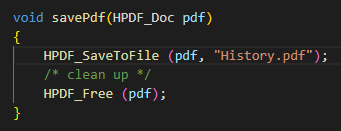 void savePdf(HPDF_Doc pdf)
{
    HPDF_SaveToFile (pdf, "History.pdf");
    /* clean up */
    HPDF_Free (pdf);
}